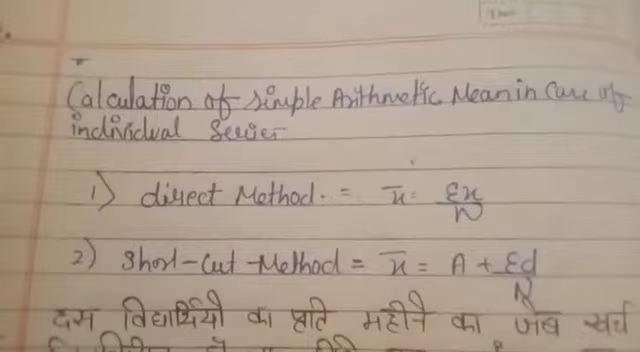 Calculation of Simple Arithmetic Mean in Case of
individual Series
1) direct Method. = x̄ = Σx/N
2) Short-Cut-Method = x̄ = A + Σd/N
दस विद्यार्थियों का प्रति महीने का जेब खर्च